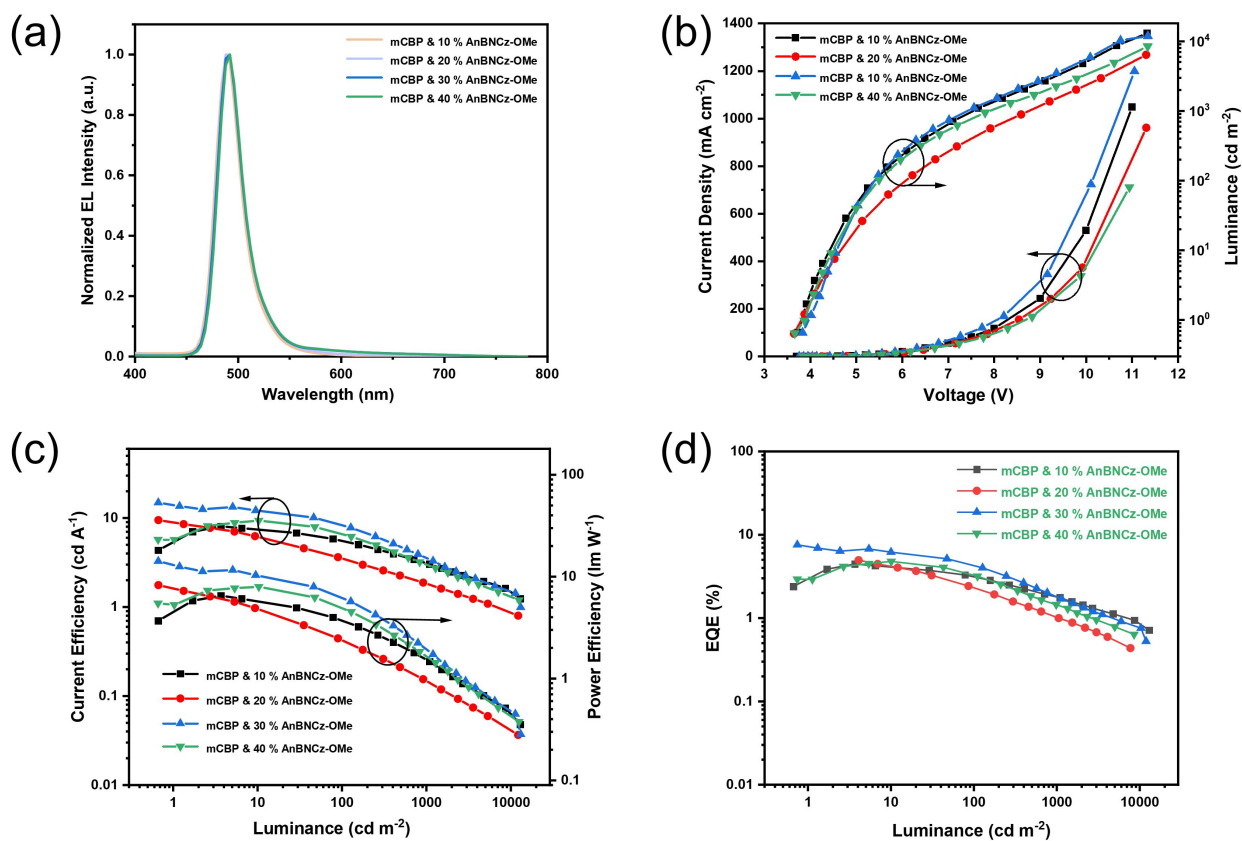 (a)
Normalized EL Intensity (a.u.)
1.0
0.8
0.6
0.4
0.2
0.0
400
500
600
700
800
Wavelength (nm)
mCBP & 10 % AnBNCz-OMe
mCBP & 20 % AnBNCz-OMe
mCBP & 30 % AnBNCz-OMe
mCBP & 40 % AnBNCz-OMe
(b)
Current Density (mA cm-2)
1400
1200
1000
800
600
400
200
0
3
4
5
6
7
8
9
10
11
12
Voltage (V)
10⁴
10³
10²
10¹
10⁰
Luminance (cd m-2)
mCBP & 10 % AnBNCz-OMe
mCBP & 20 % AnBNCz-OMe
mCBP & 10 % AnBNCz-OMe
mCBP & 40 % AnBNCz-OMe
(c)
Current Efficiency (cd A-1)
10
1
0.1
0.01
1
10
100
1000
10000
Luminance (cd m-2)
100
10
1
0.1
Power Efficiency (lm W-1)
mCBP & 10 % AnBNCz-OMe
mCBP & 20 % AnBNCz-OMe
mCBP & 30 % AnBNCz-OMe
mCBP & 40 % AnBNCz-OMe
(d)
EQE (%)
100
10
1
0.1
0.01
1
10
100
1000
10000
Luminance (cd m-2)
mCBP & 10 % AnBNCz-OMe
mCBP & 20 % AnBNCz-OMe
mCBP & 30 % AnBNCz-OMe
mCBP & 40 % AnBNCz-OMe